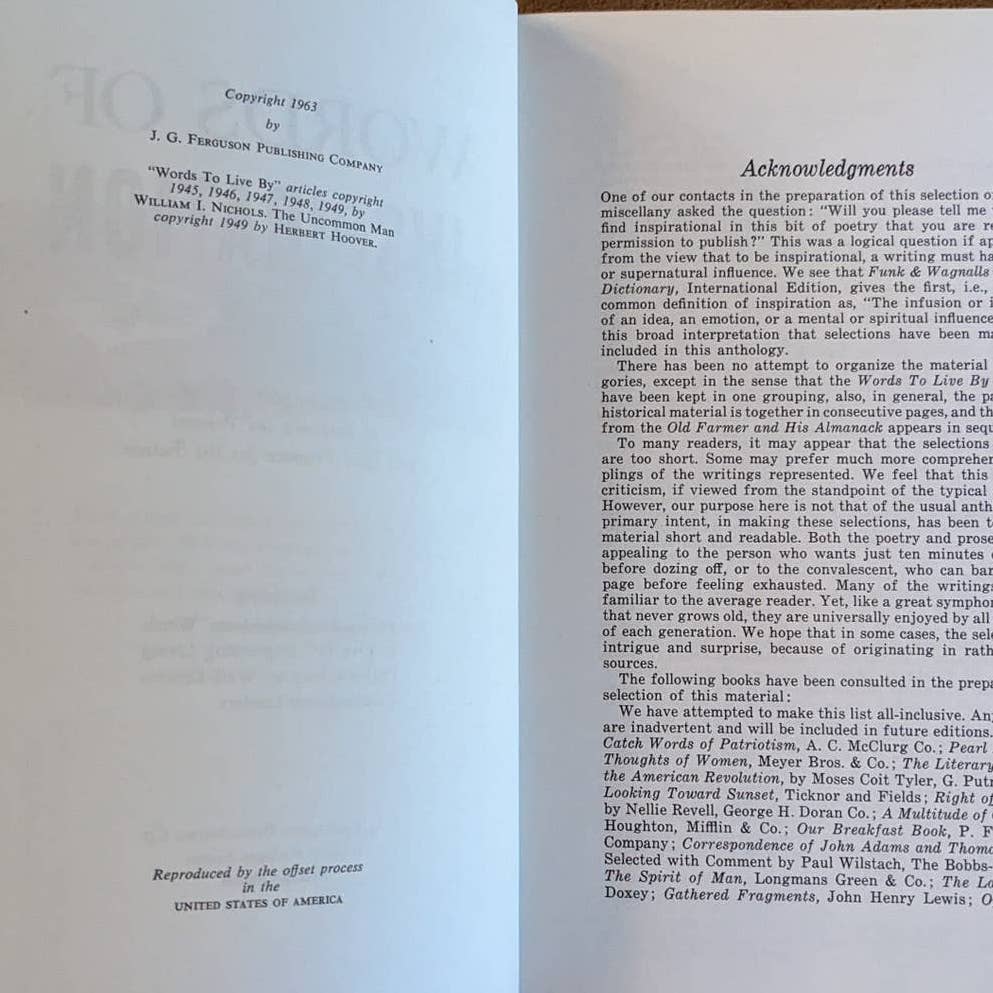 Copyright 1963
by
J. G. FERGUSON PUBLISHING COMPANY
"Words To Live By" articles copyright
1945, 1946, 1947, 1948, 1949, by
WILLIAM I. NICHOLS. The Uncommon Man
copyright 1949 by HERBERT HOOVER.
Reproduced by the offset process
in the
UNITED STATES OF AMERICA
Acknowledgments
One of our contacts in the preparation of this selection o
miscellany asked the question: "Will you please tell me
find inspirational in this bit of poetry that you are re
permission to publish?" This was a logical question if ap
from the view that to be inspirational, a writing must ha
or supernatural influence. We see that Funk & Wagnalls
Dictionary, International Edition, gives the first, i.e.,
common definition of inspiration as, "The infusion or i
of an idea, an emotion, or a mental or spiritual influence
this broad interpretation that selections have been ma
included in this anthology.
There has been no attempt to organize the material
gories, except in the sense that the Words To Live By
have been kept in one grouping, also, in general, the pa
historical material is together in consecutive pages, and th
from the Old Farmer and His Almanack appears in sequ
To many readers, it may appear that the selections
are too short. Some may prefer much more comprehen
plings of the writings represented. We feel that this
criticism, if viewed from the standpoint of the typical
However, our purpose here is not that of the usual anth
primary intent, in making these selections, has been t
material short and readable. Both the poetry and prose
appealing to the person who wants just ten minutes
before dozing off, or to the convalescent, who can bar
page before feeling exhausted. Many of the writings
familiar to the average reader. Yet, like a great symphon
that never grows old, they are universally enjoyed by all
of each generation. We hope that in some cases, the sele
intrigue and surprise, because of originating in rath
sources.
The following books have been consulted in the prepa
selection of this material:
We have attempted to make this list all-inclusive. An
are inadvertent and will be included in future editions.
Catch Words of Patriotism, A. C. McClurg Co.; Pearl
Thoughts of Women, Meyer Bros. & Co.; The Literary
the American Revolution, by Moses Coit Tyler, G. Putn
Looking Toward Sunset, Ticknor and Fields; Right of
by Nellie Revell, George H. Doran Co.; A Multitude of
Houghton, Mifflin & Co.; Our Breakfast Book, P. F
Company; Correspondence of John Adams and Thoma
Selected with Comment by Paul Wilstach, The Bobbs-
The Spirit of Man, Longmans Green & Co.; The Lo
Doxey; Gathered Fragments, John Henry Lewis; O